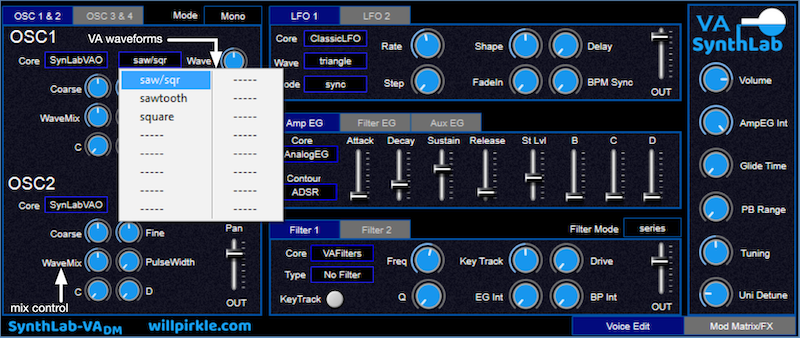 OSC 1 & 2
OSC 3 & 4
Mode
Mono
OSC1
VA waveforms
Core
SynLabVAO
saw/sqr
Wave
Coarse
WaveMix
C
saw/sqr
sawtooth
square
-----
-----
-----
-----
-----
-----
-----
-----
-----
-----
-----
-----
-----
OSC2
Core
SynLabVAO
Coarse
Fine
Pan
WaveMix
PulseWidth
C
D
OUT
mix control
SynthLab-VADM
willpirkle.com
LFO 1
LFO 2
Core
ClassicLFO
Rate
Shape
Delay
Wave
triangle
ode
sync
Step
FadeIn
BPM Sync
OUT
Amp EG
Filter EG
Aux EG
Core
AnalogEG
Contour
ADSR
Attack
Decay
Sustain
Release
St Lvl
B
C
D
Filter 1
Filter 2
Filter Mode
series
Core
VAFilters
Freq
Key Track
Drive
Type
No Filter
KeyTrack
Q
EG Int
BP Int
OUT
VA
SynthLab
Volume
AmpEG Int
Glide Time
PB Range
Tuning
Uni Detune
Voice Edit
Mod Matrix/FX